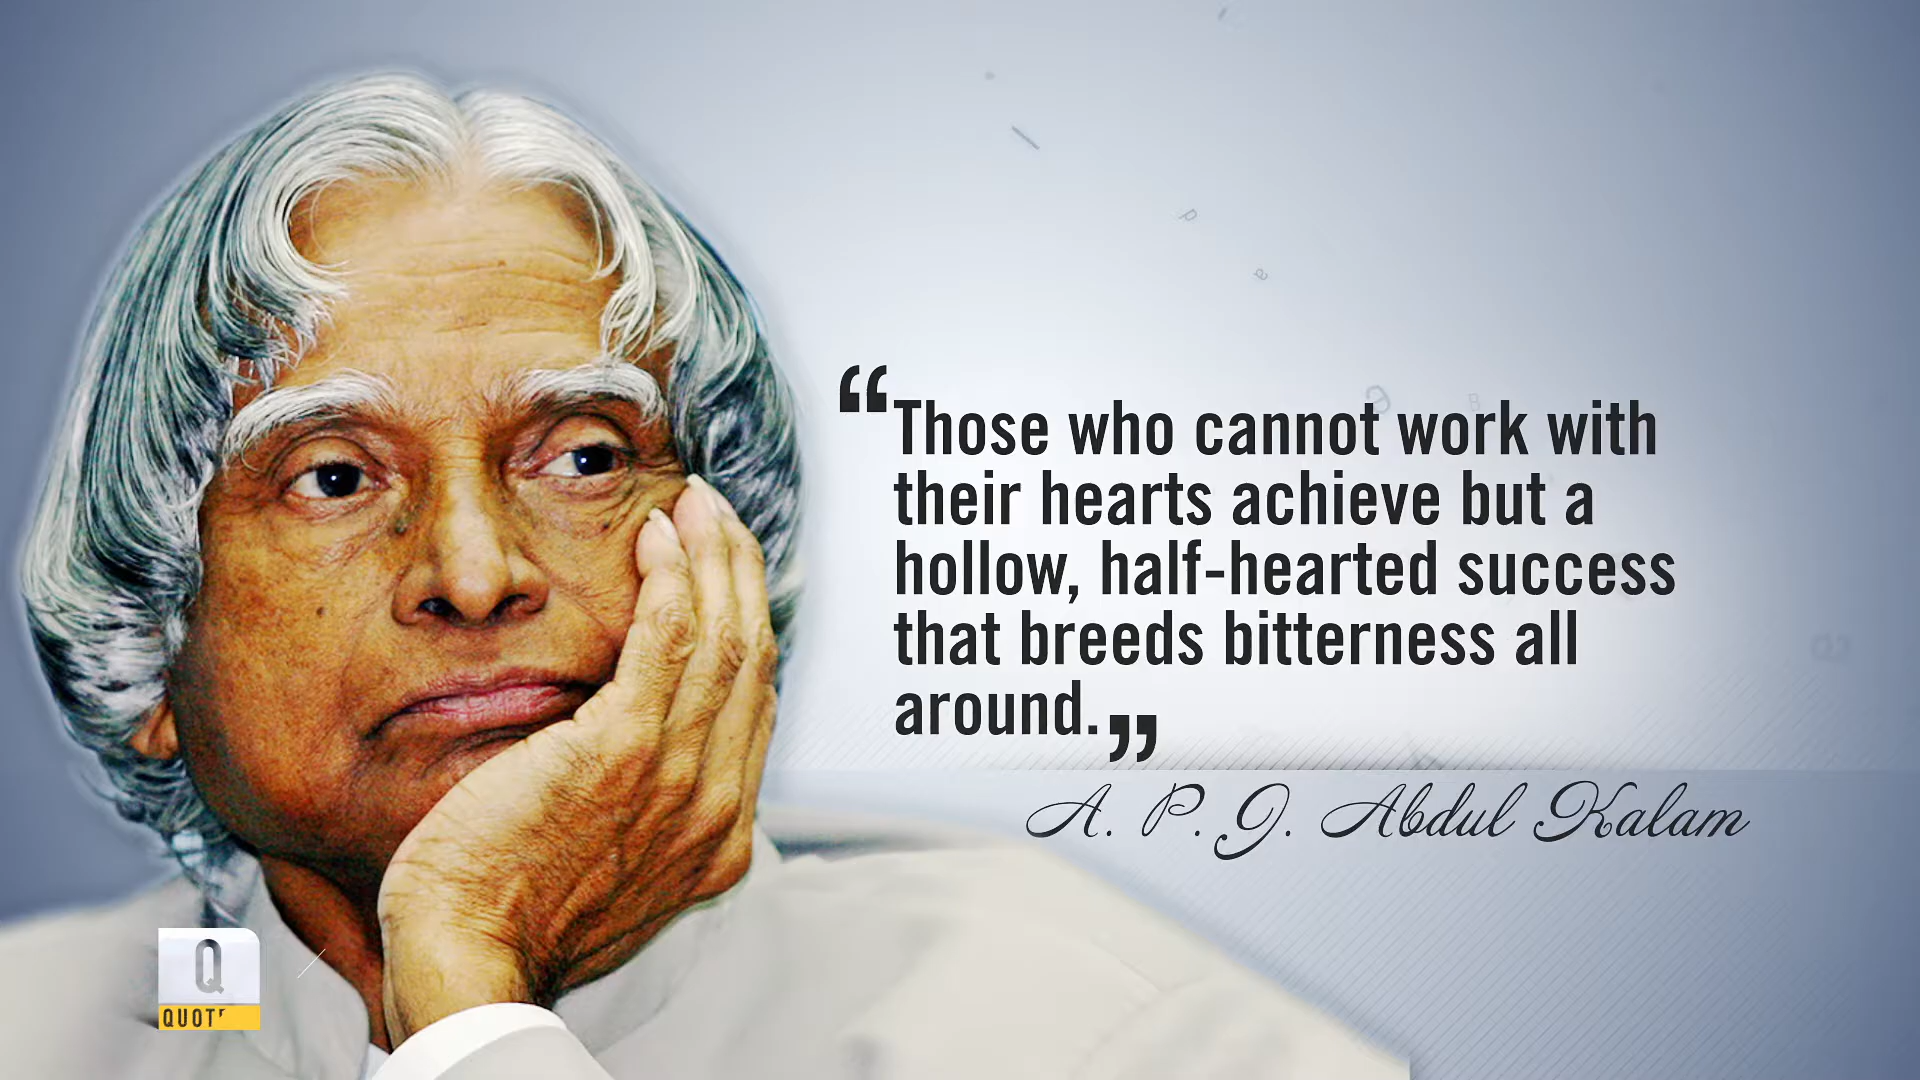 “Those who cannot work with
their hearts achieve but a
hollow, half-hearted success
that breeds bitterness all
around.”
A. P. J. Abdul Kalam
Q